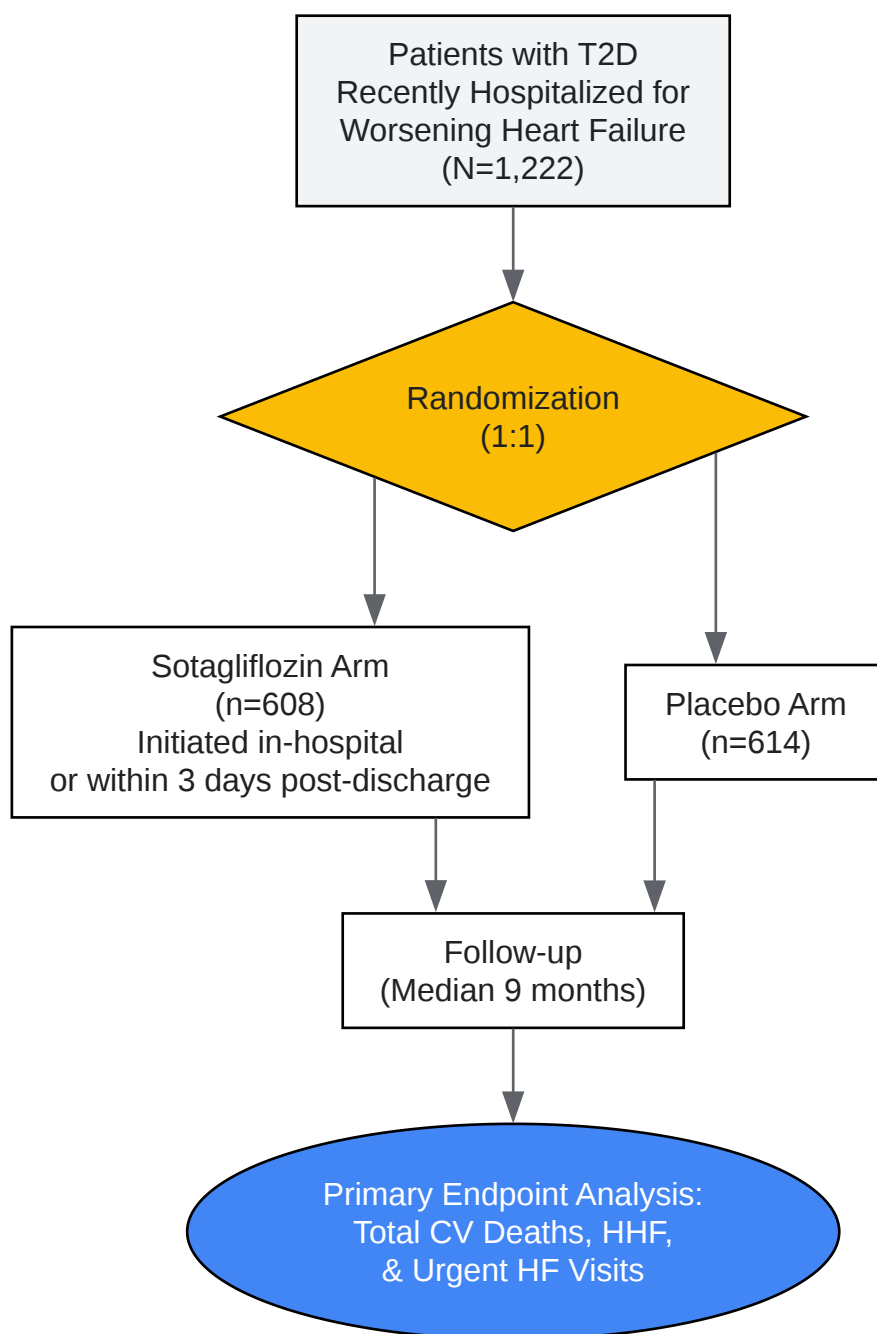 Patients with T2D
Recently Hospitalized for
Worsening Heart Failure
(N=1,222)
Randomization
(1:1)
Sotagliflozin Arm
(n=608)
Initiated in-hospital
or within 3 days post-discharge
Placebo Arm
(n=614)
Follow-up
(Median 9 months)
Primary Endpoint Analysis:
Total CV Deaths, HHF,
& Urgent HF Visits